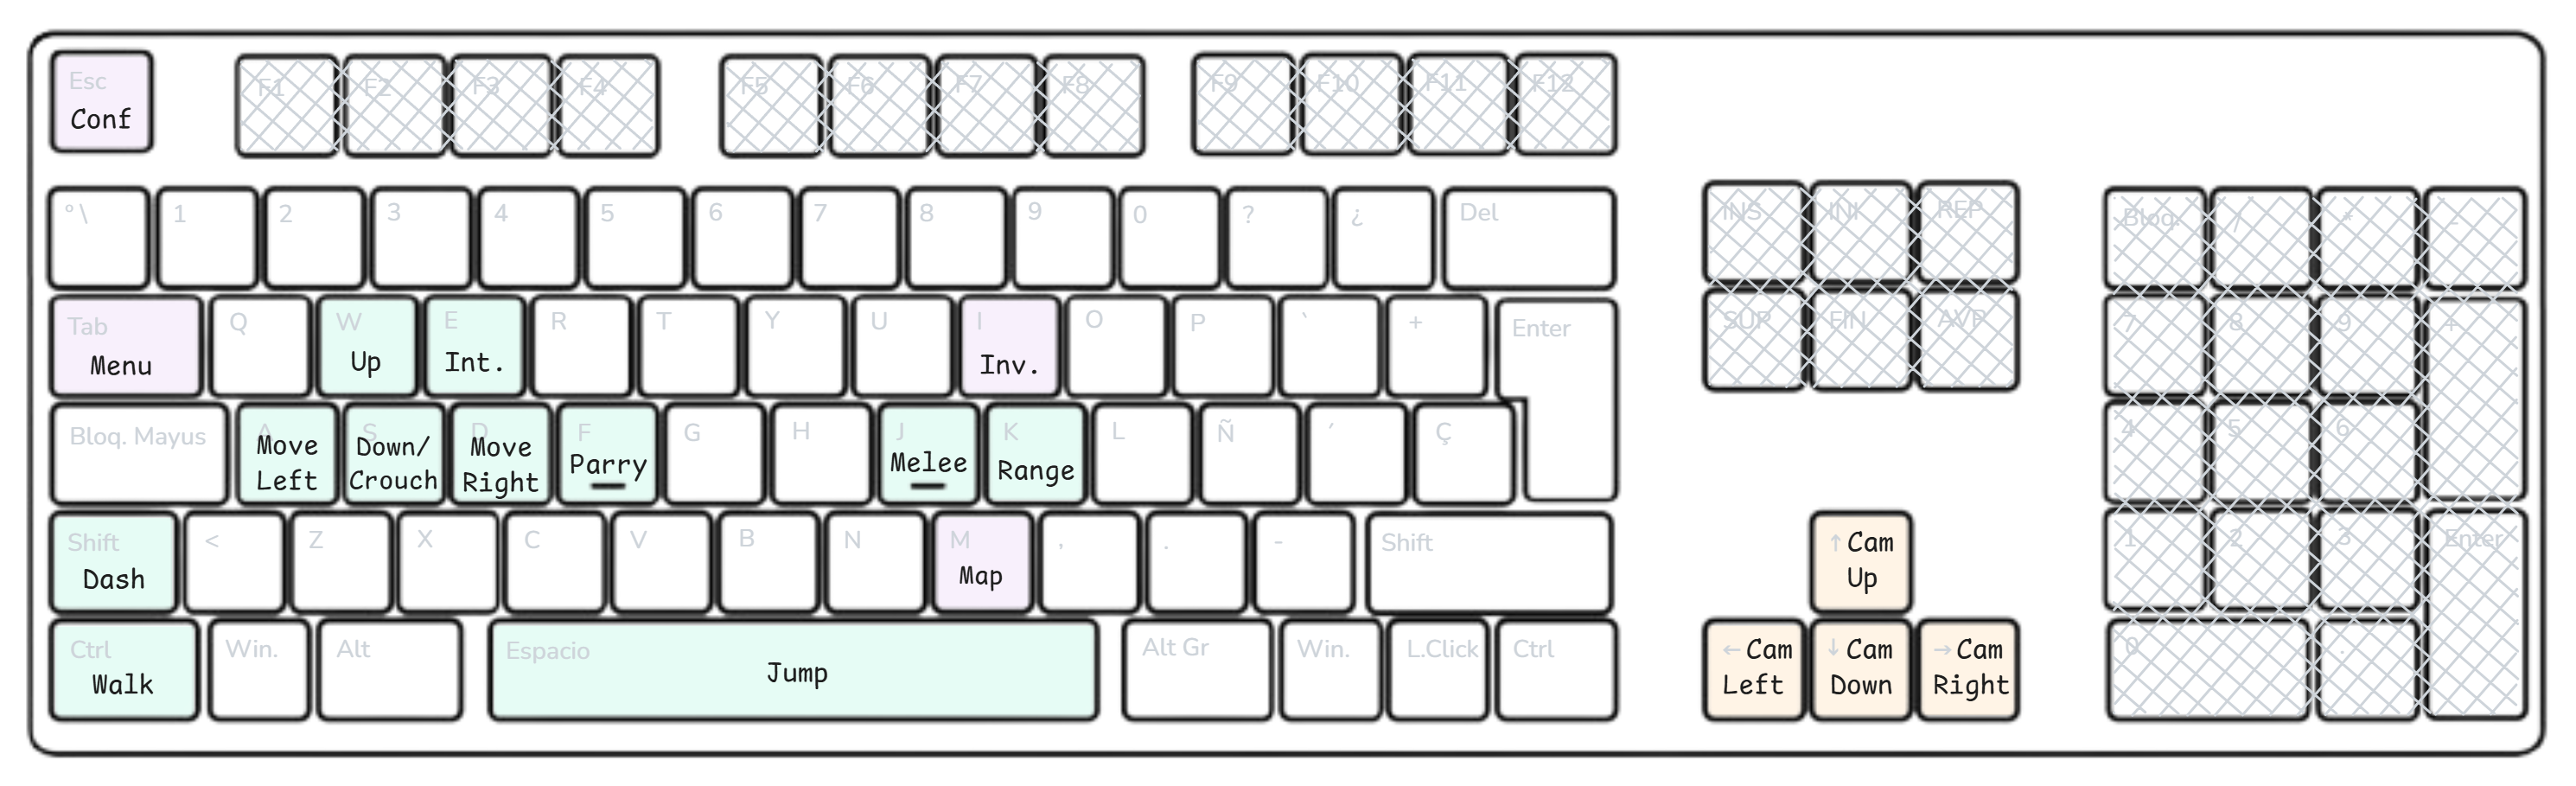 Esc
Conf
F1 F2 F3 F4 F5 F6 F7 F8 F9 F10 F11 F12
° \ 1 2 3 4 5 6 7 8 9 0 ? ¿ Del
INS INI REP
Bloq. / * -
Tab
Menu
Q
W
Up
E
Int.
R T Y U
I
Inv.
O P ` + Enter
SUP FIN AVP
7 8 9 +
Bloq. Mayus
A
Move
Left
S
Down/
Crouch
D
Move
Right
F
Parry
G H
J
Melee
K
Range
L Ñ ´ Ç
4 5 6
Shift
Dash
< Z X C V B N
M
Map
, . - Shift
↑ Cam
Up
1 2 3 Enter
Ctrl
Walk
Win. Alt
Espacio
Jump
Alt Gr Win. L.Click Ctrl
← Cam
Left
↓ Cam
Down
→ Cam
Right
0 .